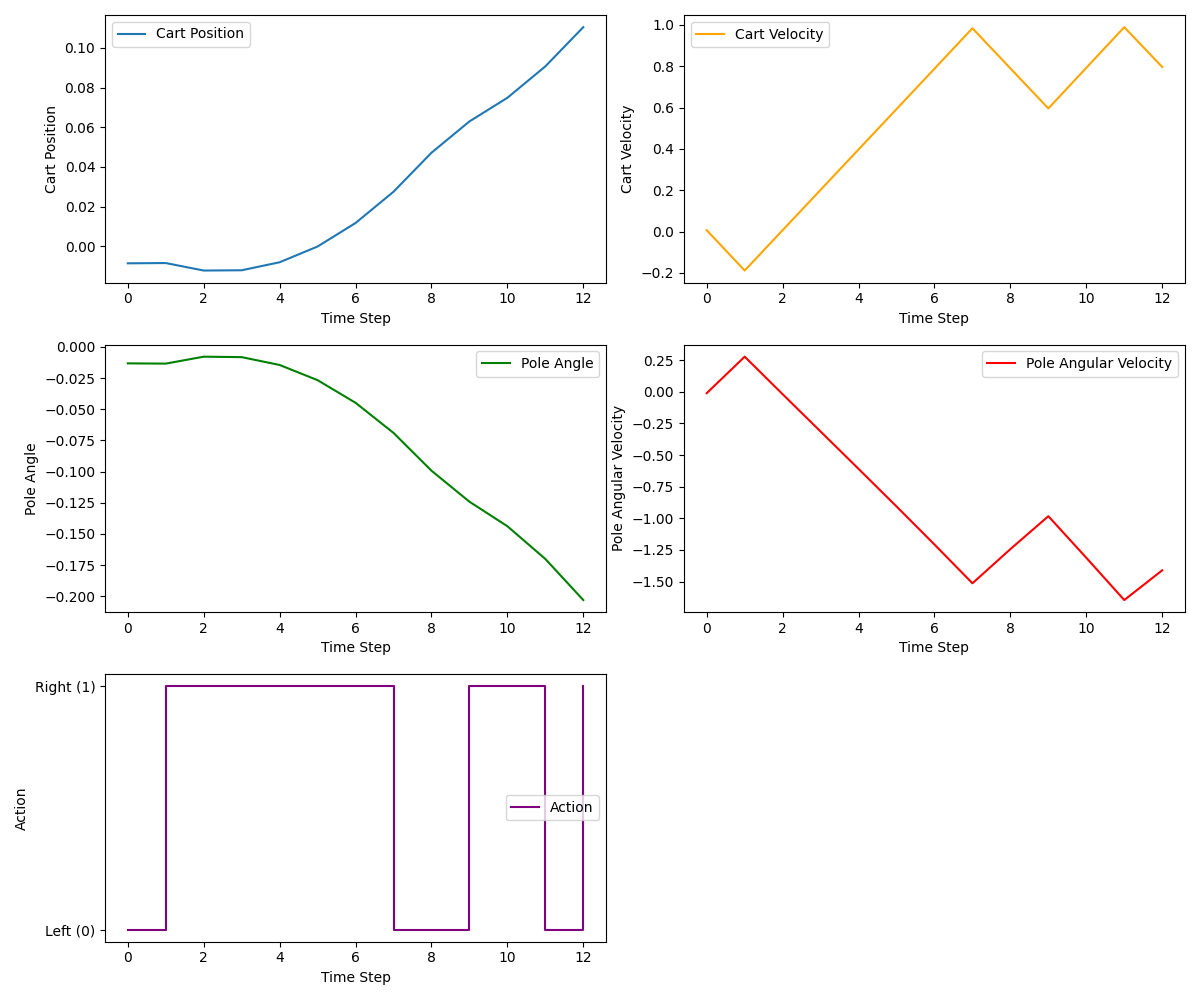 Cart Position
0.10
0.08
0.06
0.04
0.02
0.00
Cart Position
0 2 4 6 8 10 12
Time Step
Cart Velocity
1.0
0.8
0.6
0.4
0.2
0.0
−0.2
Cart Velocity
0 2 4 6 8 10 12
Time Step
Pole Angle
0.000
−0.025
−0.050
−0.075
−0.100
−0.125
−0.150
−0.175
−0.200
Pole Angle
0 2 4 6 8 10 12
Time Step
Pole Angular Velocity
0.25
0.00
−0.25
−0.50
−0.75
−1.00
−1.25
−1.50
Pole Angular Velocity
0 2 4 6 8 10 12
Time Step
Action
Right (1)
Left (0)
Action
0 2 4 6 8 10 12
Time Step